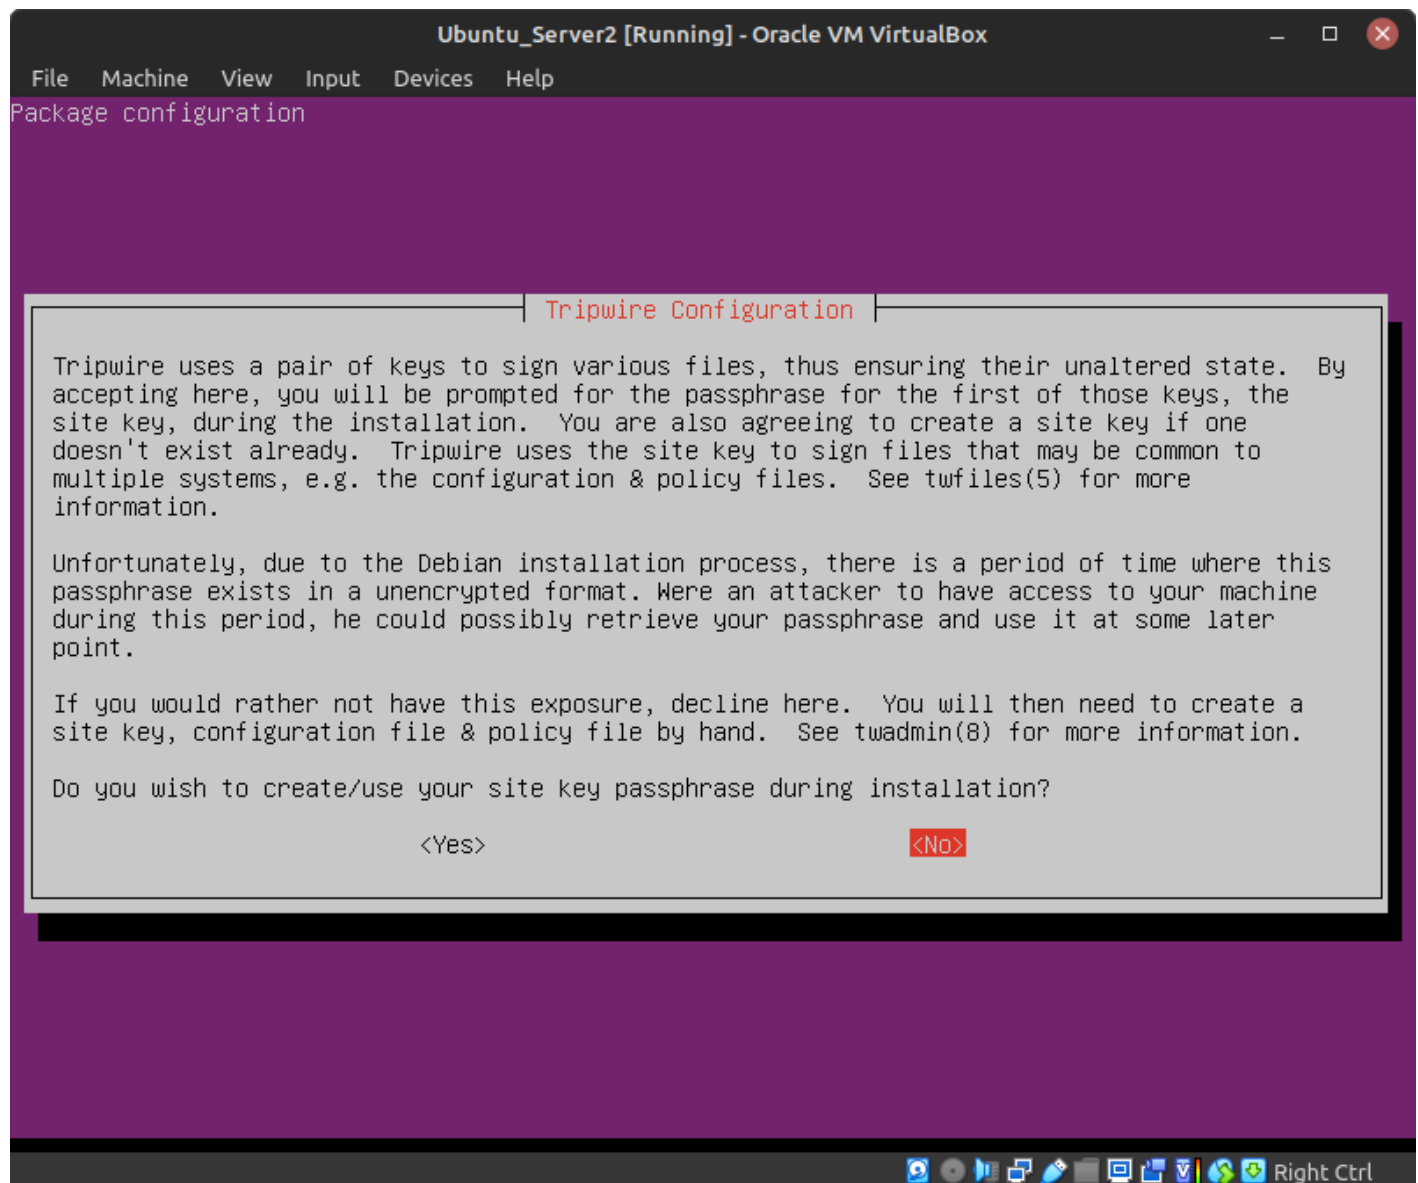 Ubuntu_Server2 [Running] - Oracle VM VirtualBox
File Machine View Input Devices Help
Package configuration
Tripwire Configuration
Tripwire uses a pair of keys to sign various files, thus ensuring their unaltered state.  By
accepting here, you will be prompted for the passphrase for the first of those keys, the
site key, during the installation.  You are also agreeing to create a site key if one
doesn't exist already.  Tripwire uses the site key to sign files that may be common to
multiple systems, e.g. the configuration & policy files.  See twfiles(5) for more
information.
Unfortunately, due to the Debian installation process, there is a period of time where this
passphrase exists in a unencrypted format. Were an attacker to have access to your machine
during this period, he could possibly retrieve your passphrase and use it at some later
point.
If you would rather not have this exposure, decline here.  You will then need to create a
site key, configuration file & policy file by hand.  See twadmin(8) for more information.
Do you wish to create/use your site key passphrase during installation?
<Yes> <No>
Right Ctrl